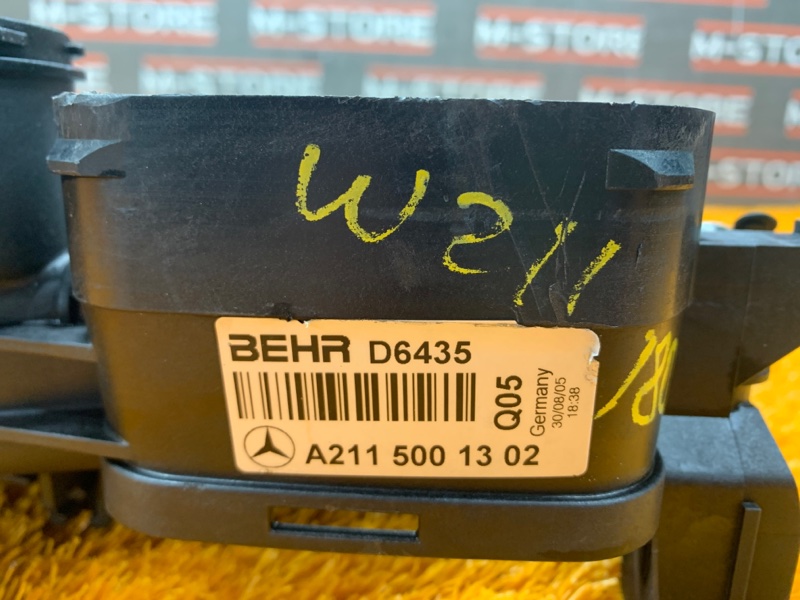 M-STORE M-STORE M-STORE
M-STORE M-STORE M-STORE
M-STORE
W211
180
BEHR D6435
Q05
Germany
30/08/05
18:38
A211 500 13 02